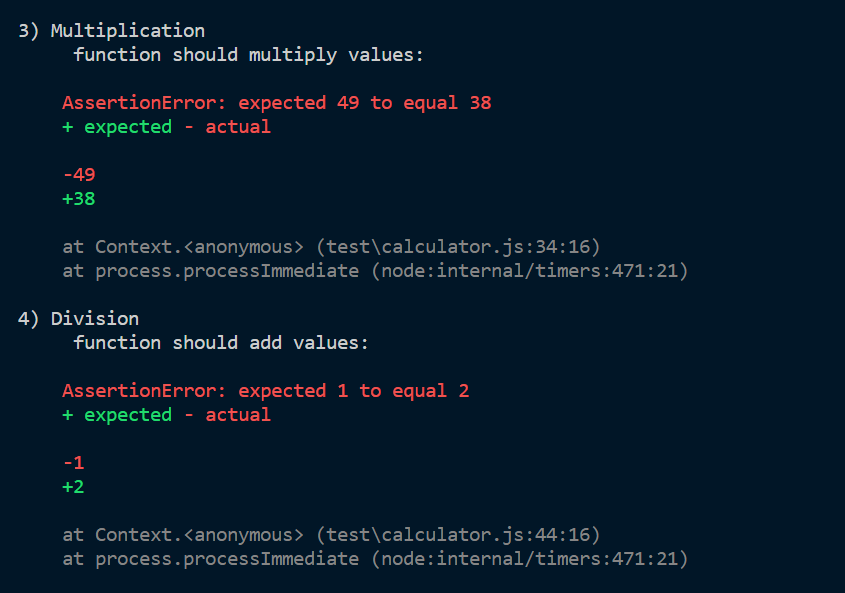 3) Multiplication
function should multiply values:
AssertionError: expected 49 to equal 38
+ expected - actual
-49
+38
at Context.<anonymous> (test\calculator.js:34:16)
at process.processImmediate (node:internal/timers:471:21)
4) Division
function should add values:
AssertionError: expected 1 to equal 2
+ expected - actual
-1
+2
at Context.<anonymous> (test\calculator.js:44:16)
at process.processImmediate (node:internal/timers:471:21)